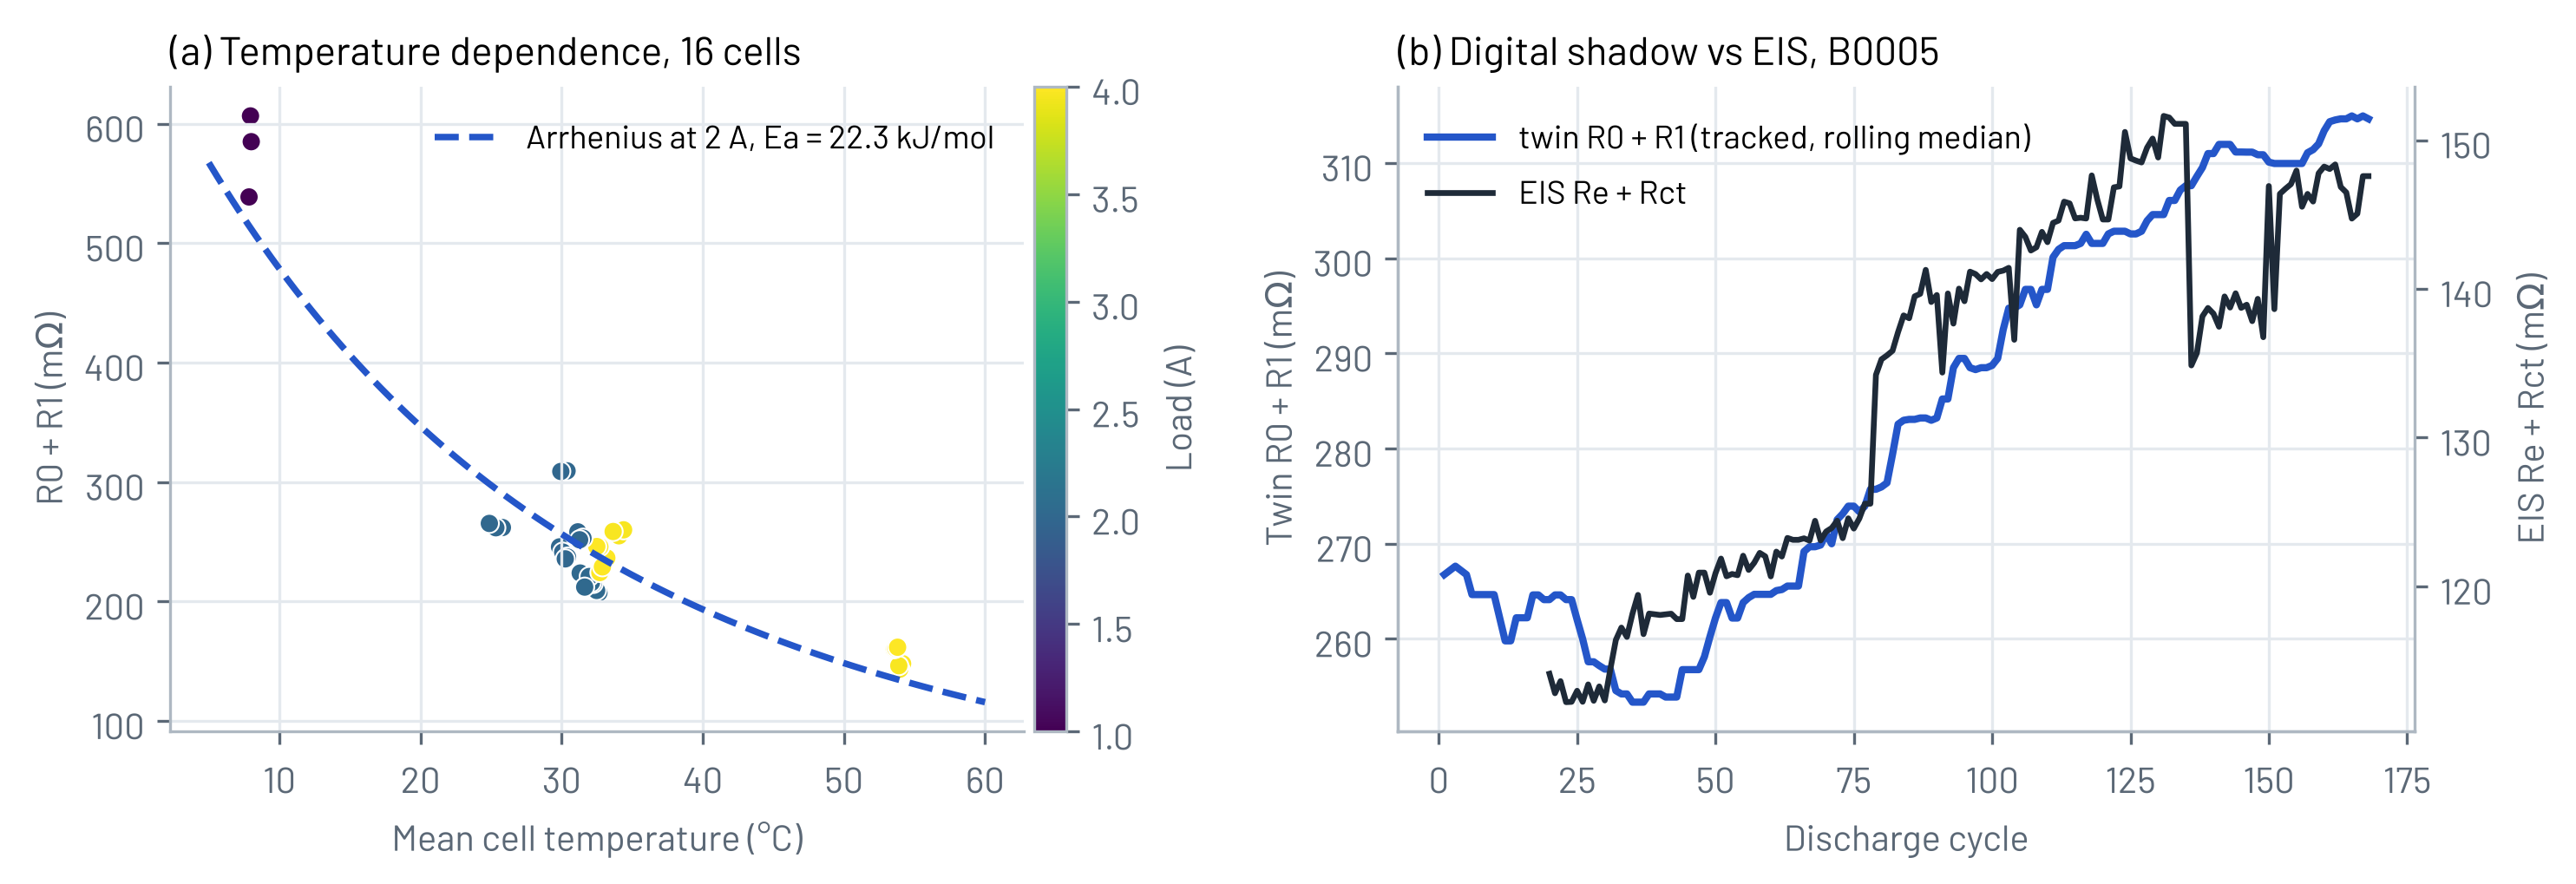 (a) Temperature dependence, 16 cells
R0 + R1 (mΩ)
600
500
400
300
200
100
Arrhenius at 2 A, Ea = 22.3 kJ/mol
10 20 30 40 50 60
Mean cell temperature (°C)
4.0
3.5
3.0
2.5
2.0
1.5
1.0
Load (A)
(b) Digital shadow vs EIS, B0005
Twin R0 + R1 (mΩ)
310
300
290
280
270
260
twin R0 + R1 (tracked, rolling median)
EIS Re + Rct
0 25 50 75 100 125 150 175
Discharge cycle
150
140
130
120
EIS Re + Rct (mΩ)